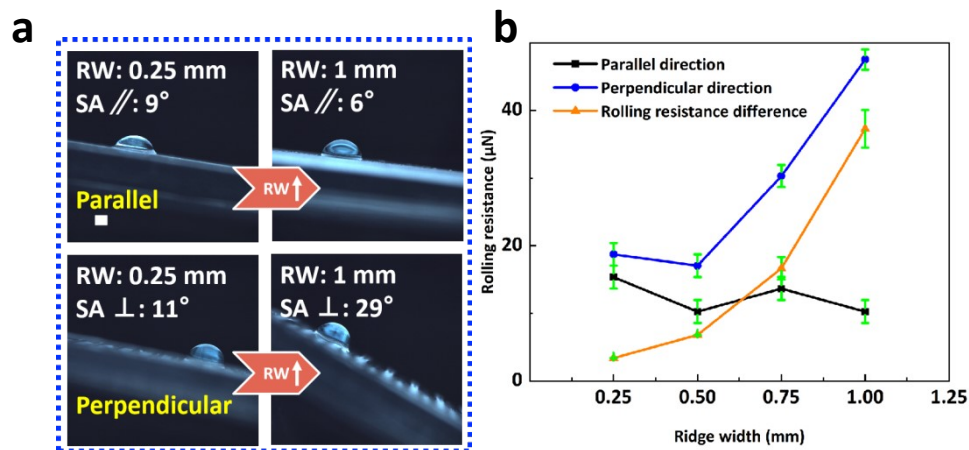 a
RW: 0.25 mm
SA //: 9°
Parallel
RW: 1 mm
SA //: 6°
RW↑
RW: 0.25 mm
SA ⊥: 11°
Perpendicular
RW: 1 mm
SA ⊥: 29°
RW↑
b
Parallel direction
Perpendicular direction
Rolling resistance difference
Rolling resistance (μN)
40
20
0
0.25 0.50 0.75 1.00 1.25
Ridge width (mm)